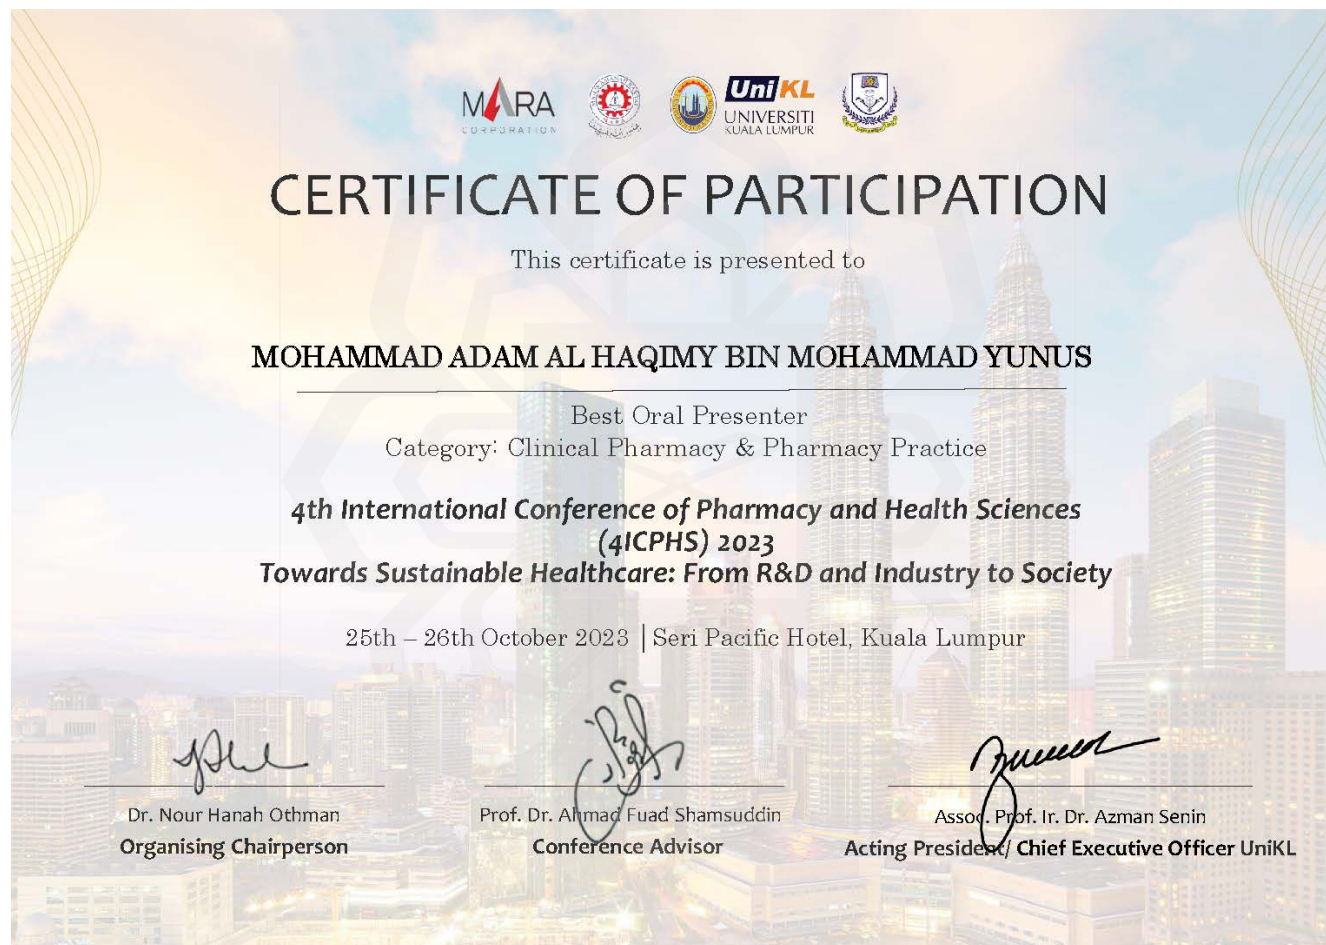 MARA
CORPORATION
UniKL
UNIVERSITI
KUALA LUMPUR
CERTIFICATE OF PARTICIPATION
This certificate is presented to
MOHAMMAD ADAM AL HAQIMY BIN MOHAMMAD YUNUS
Best Oral Presenter
Category: Clinical Pharmacy & Pharmacy Practice
4th International Conference of Pharmacy and Health Sciences
(4ICPHS) 2023
Towards Sustainable Healthcare: From R&D and Industry to Society
25th – 26th October 2023 | Seri Pacific Hotel, Kuala Lumpur
Dr. Nour Hanah Othman
Organising Chairperson
Prof. Dr. Ahmad Fuad Shamsuddin
Conference Advisor
Assoc. Prof. Ir. Dr. Azman Senin
Acting President/ Chief Executive Officer UniKL